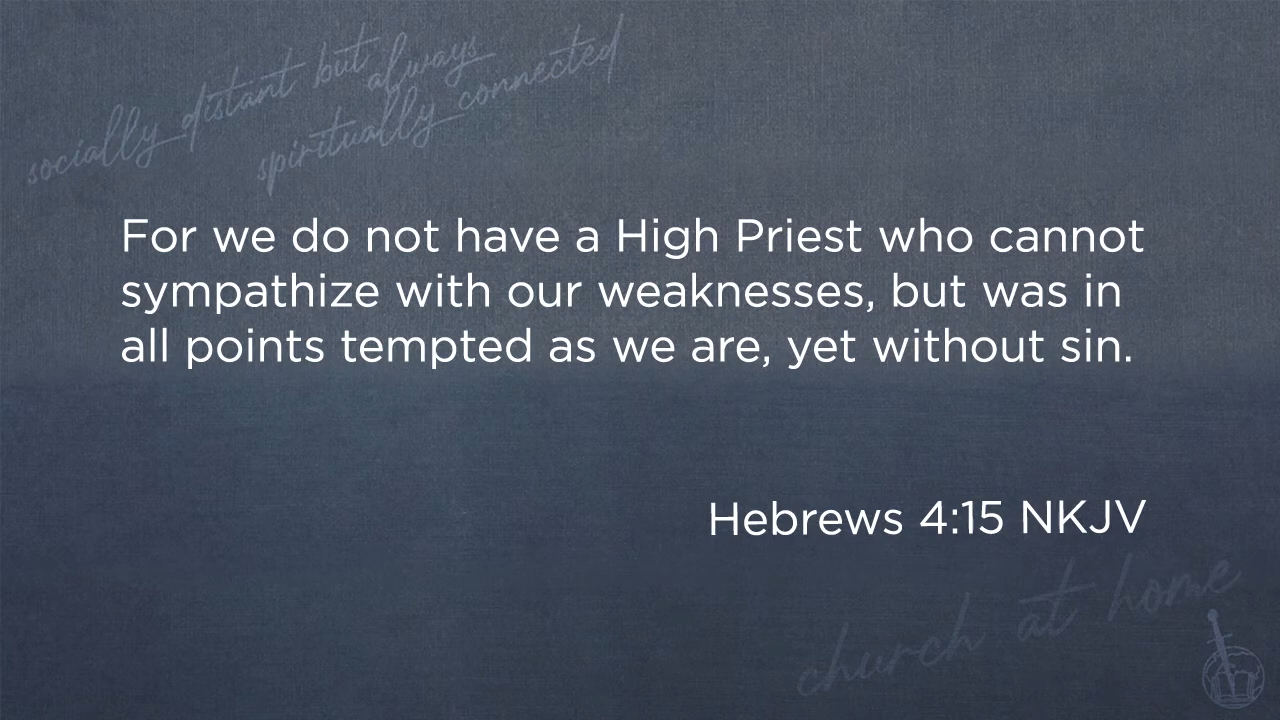 socially distant but always
spiritually connected
For we do not have a High Priest who cannot
sympathize with our weaknesses, but was in
all points tempted as we are, yet without sin.
Hebrews 4:15 NKJV
church at home